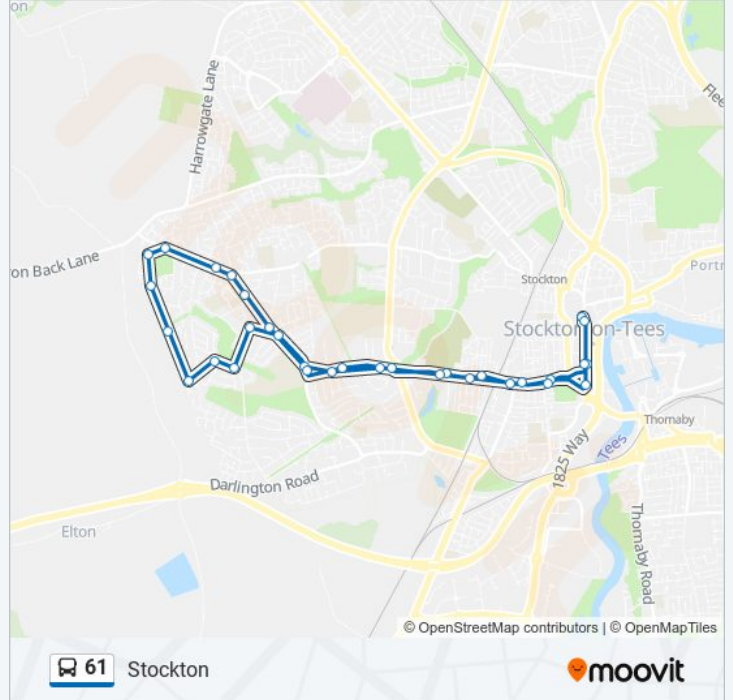 on
Harrowgate Lane
Flee
on Back Lane
Portr
Stockton
Stockton-on-Tees
Thornaby
1825 Way
Tees
Darlington Road
Elton
Thornaby Road
© OpenStreetMap contributors | © OpenMapTiles
61 Stockton
moovit